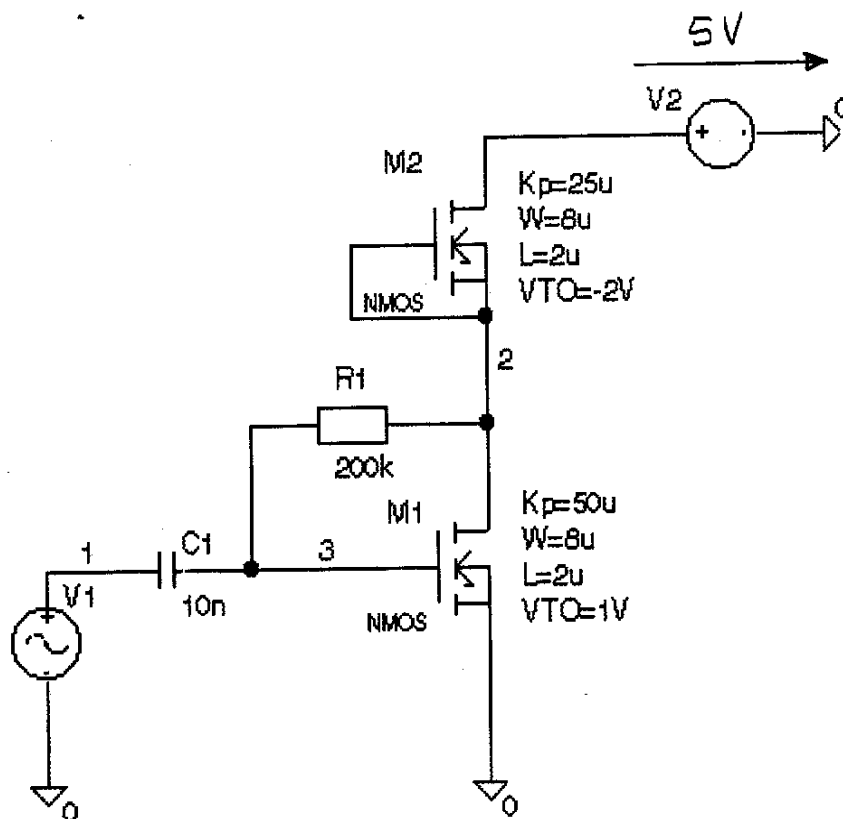 5V
V2
0
+ -
M2
Kp=25u
W=8u
L=2u
VTO=-2V
NMOS
2
R1
200k
M1
Kp=50u
W=8u
L=2u
VTO=1V
NMOS
1
C1
3
V1
10n
+
-
0
0